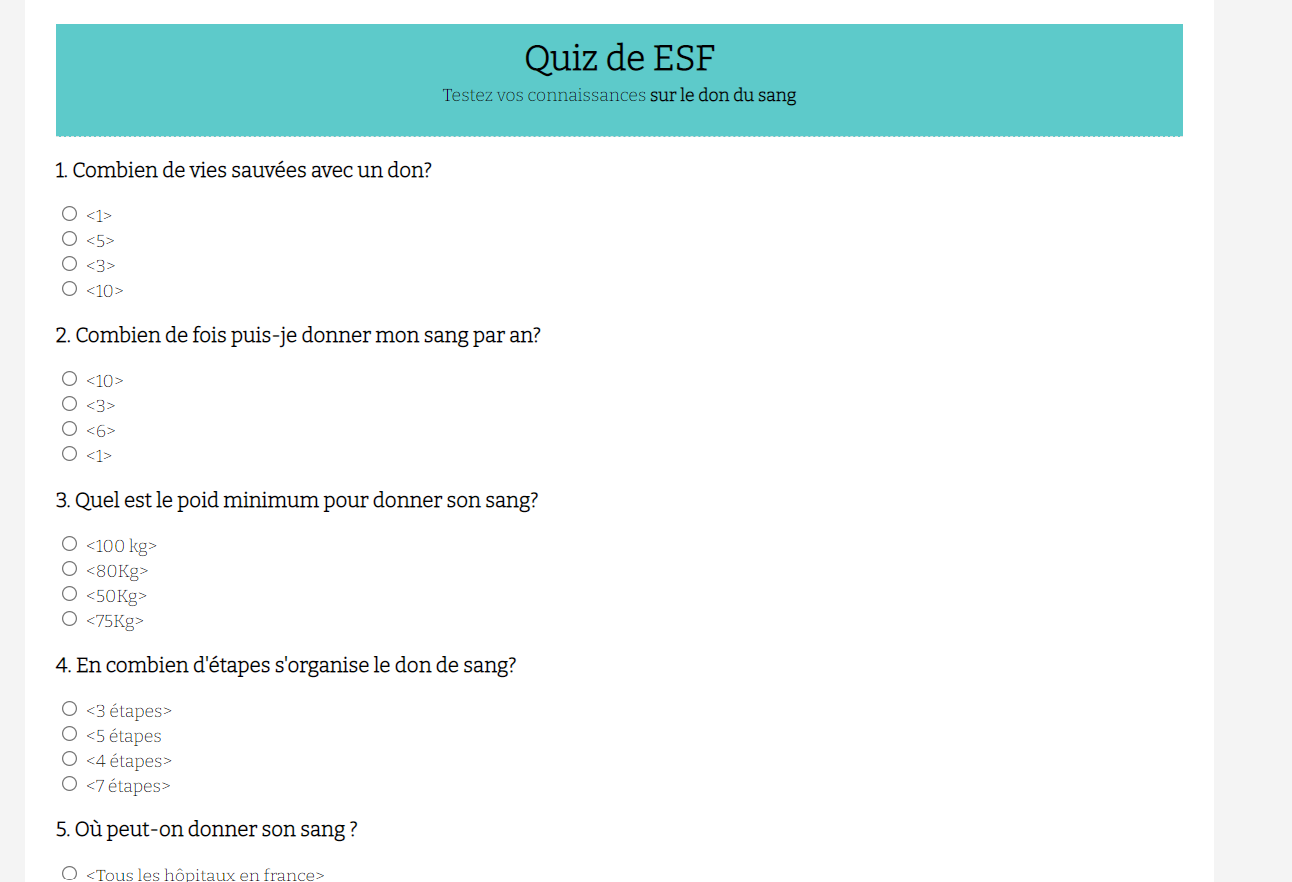 Quiz de ESF
Testez vos connaissances sur le don du sang
1. Combien de vies sauvées avec un don?
<1>
<5>
<3>
<10>
2. Combien de fois puis-je donner mon sang par an?
<10>
<3>
<6>
<1>
3. Quel est le poid minimum pour donner son sang?
<100 kg>
<80Kg>
<50Kg>
<75Kg>
4. En combien d'étapes s'organise le don de sang?
<3 étapes>
<5 étapes
<4 étapes>
<7 étapes>
5. Où peut-on donner son sang ?
<Tous les hôpitaux en france>